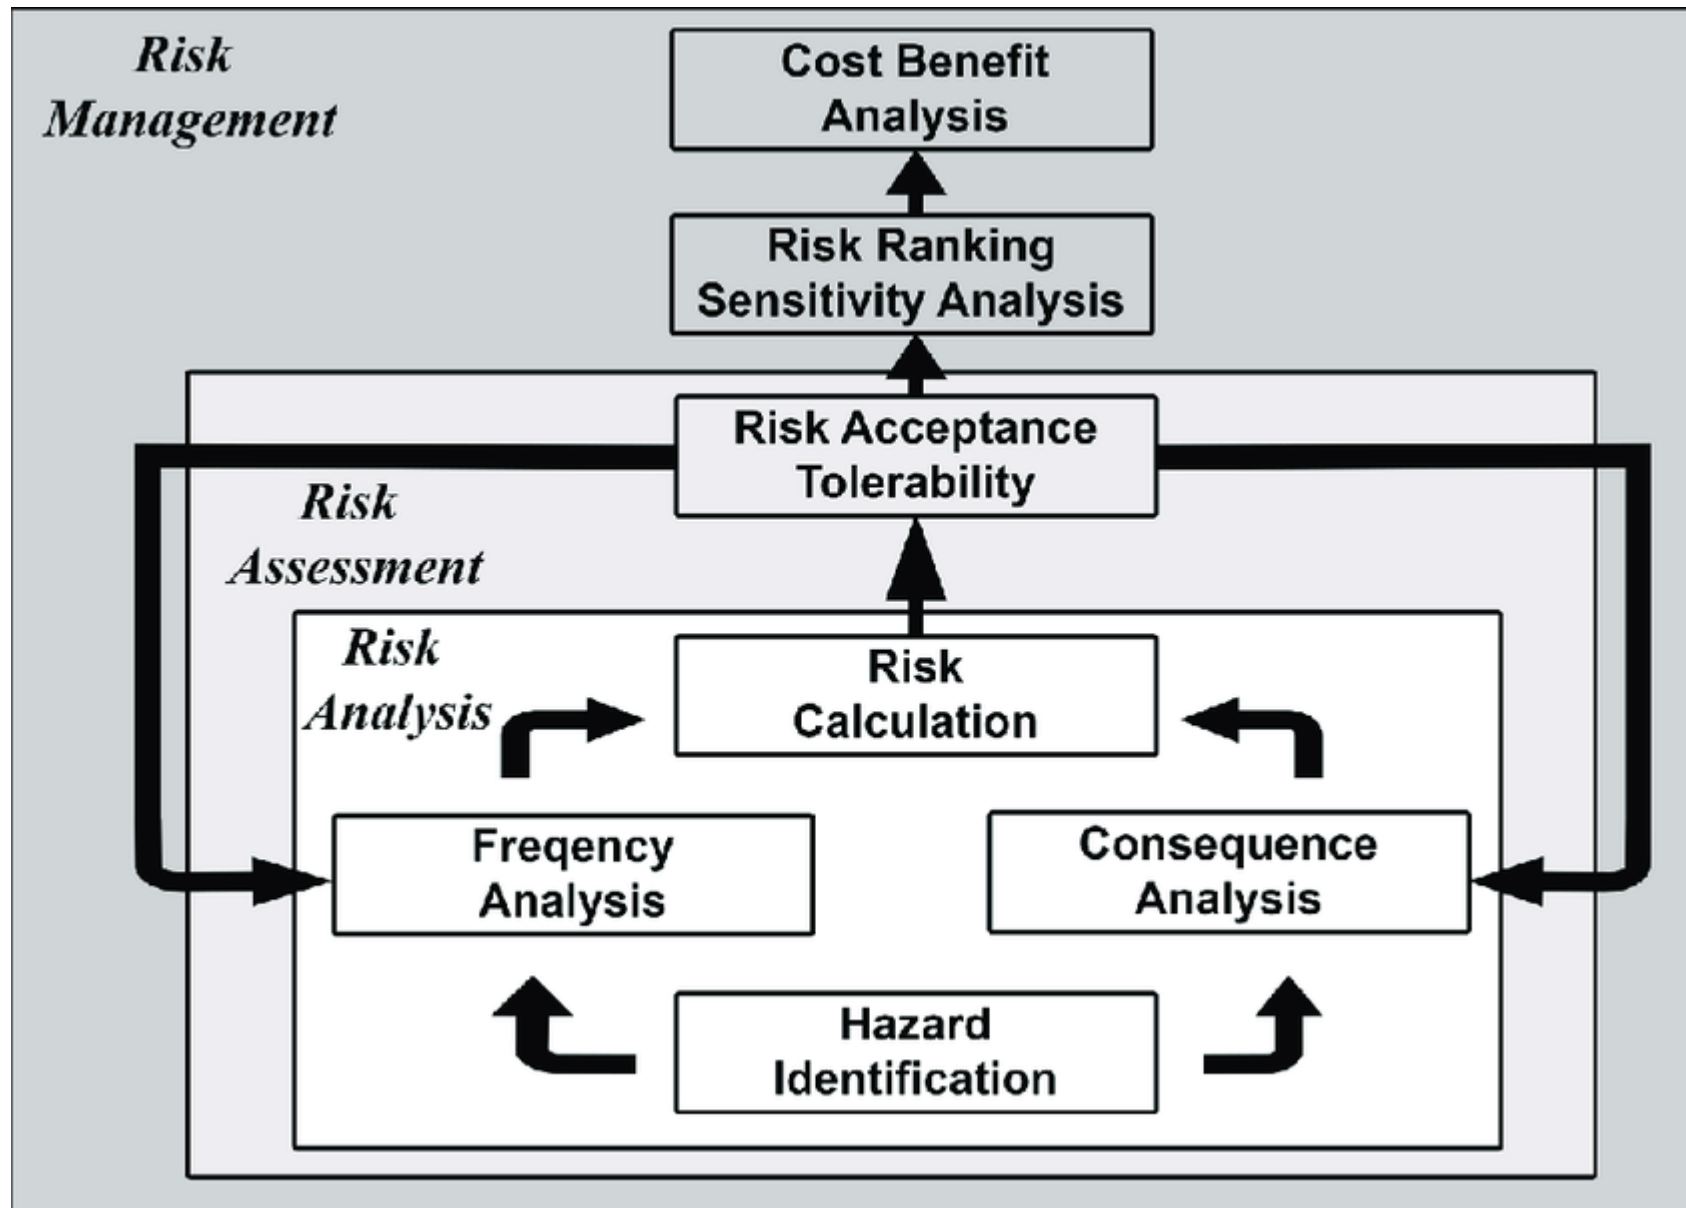 Risk
Management
Cost Benefit
Analysis
Risk Ranking
Sensitivity Analysis
Risk Acceptance
Tolerability
Risk
Assessment
Risk
Analysis
Risk
Calculation
Freqency
Analysis
Consequence
Analysis
Hazard
Identification